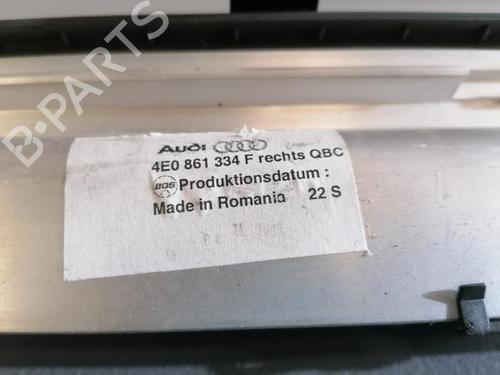 Audi
4E0 861 334 F rechts QBC
BOS Produktionsdatum :
Made in Romania 22 S
B-PARTS